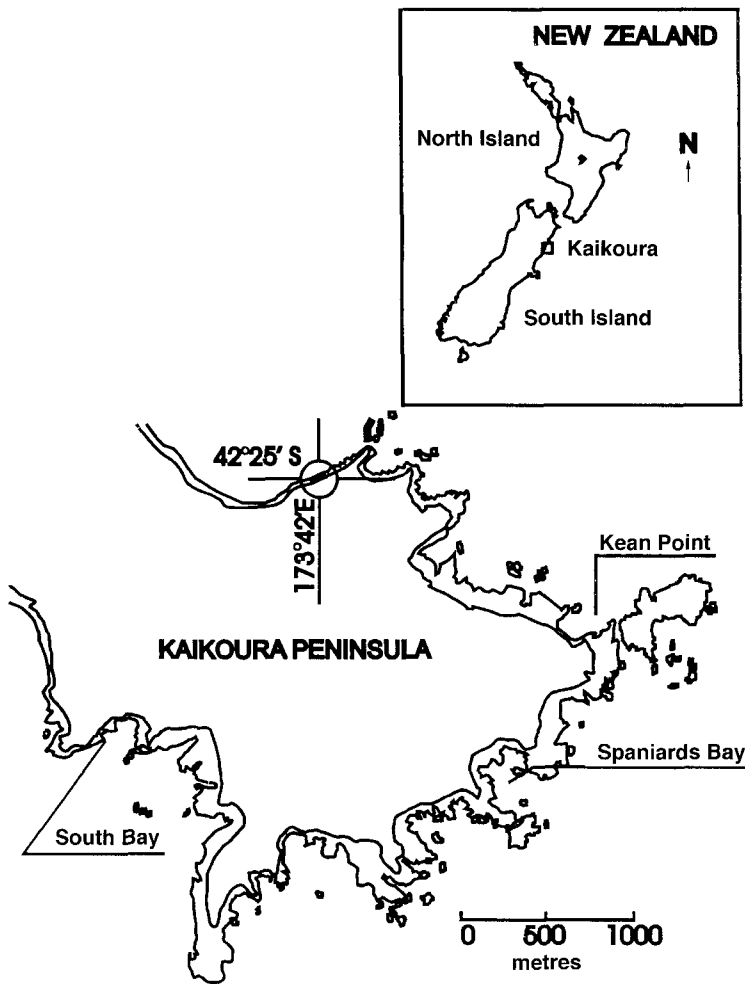 NEW ZEALAND
North Island
N
Kaikoura
South Island
42°25' S
173°42'E
Kean Point
KAIKOURA PENINSULA
Spaniards Bay
South Bay
0 500 1000
metres